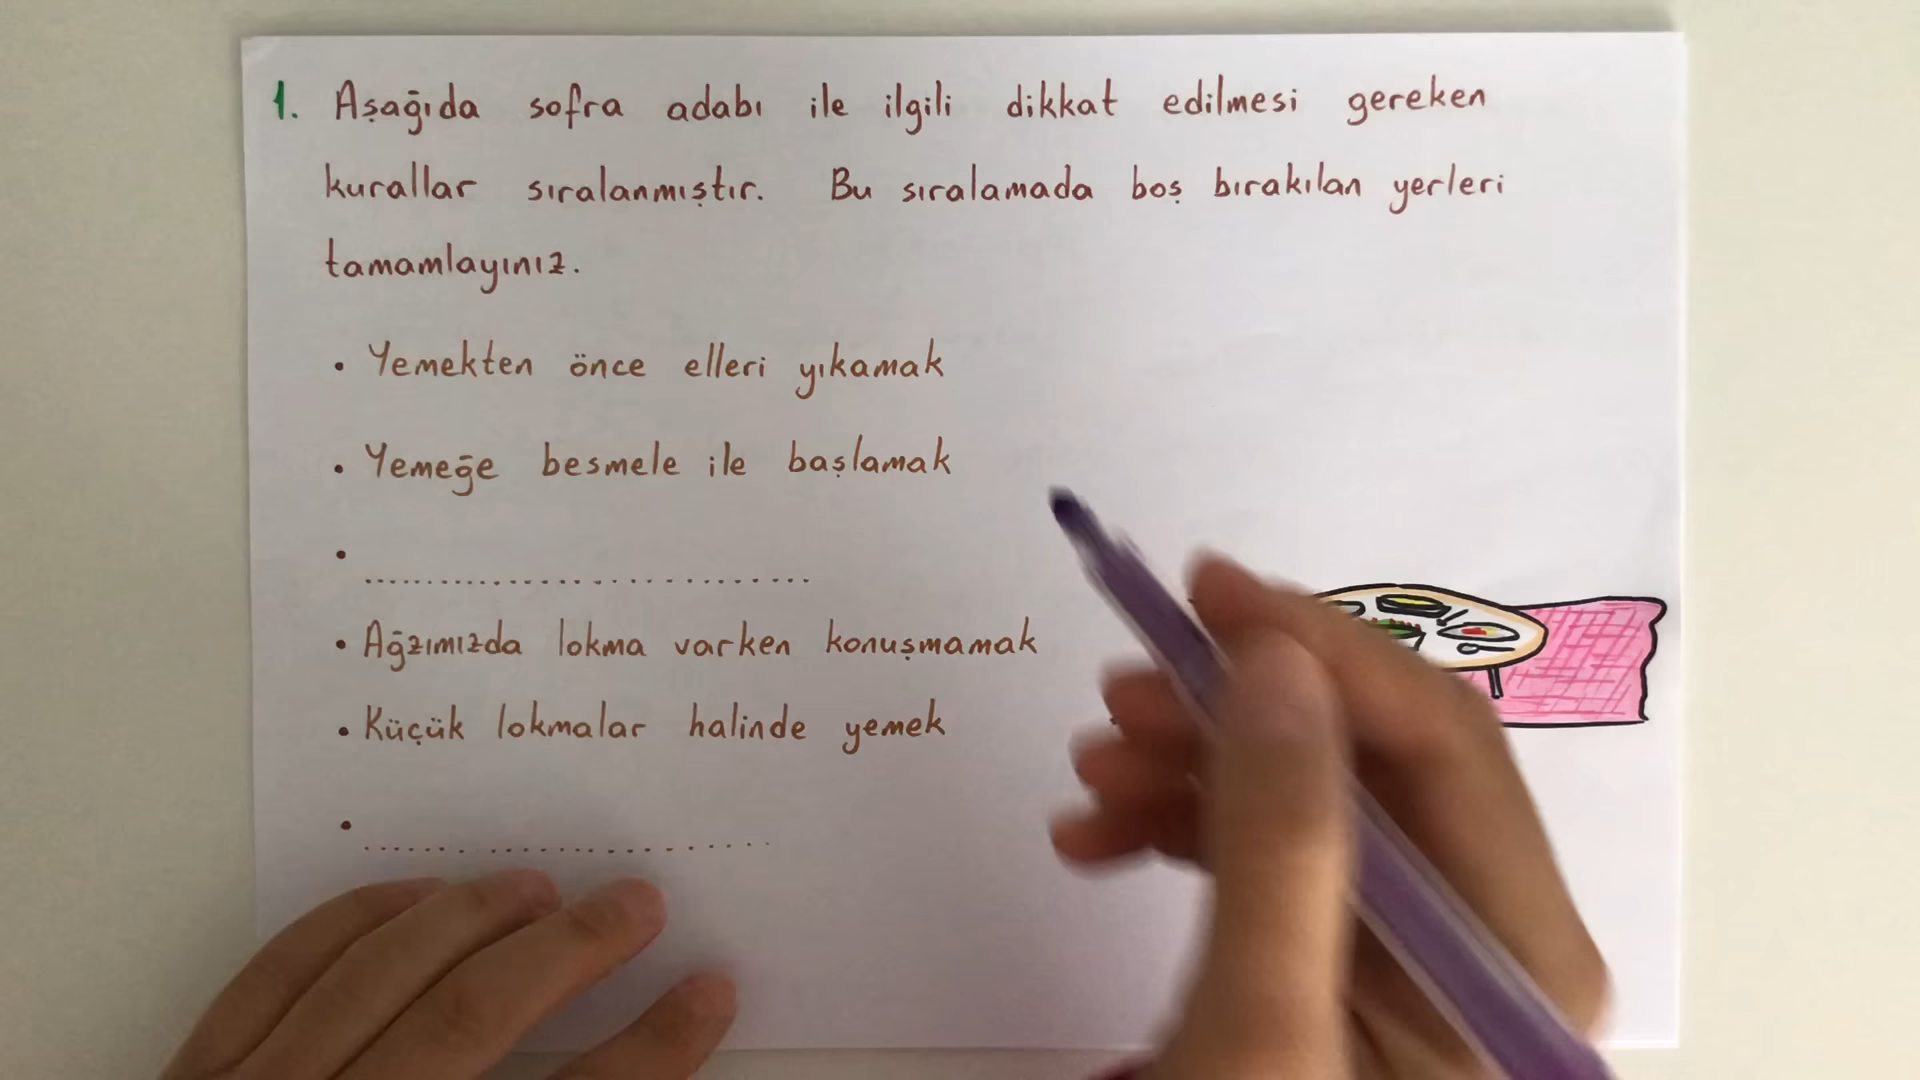 1. Aşağıda sofra adabı ile ilgili dikkat edilmesi gereken
kurallar sıralanmıştır. Bu sıralamada boş bırakılan yerleri
tamamlayınız.
• Yemekten önce elleri yıkamak
• Yemeğe besmele ile başlamak
• ..............................
• Ağzımızda lokma varken konuşmamak
• Küçük lokmalar halinde yemek
• ........................